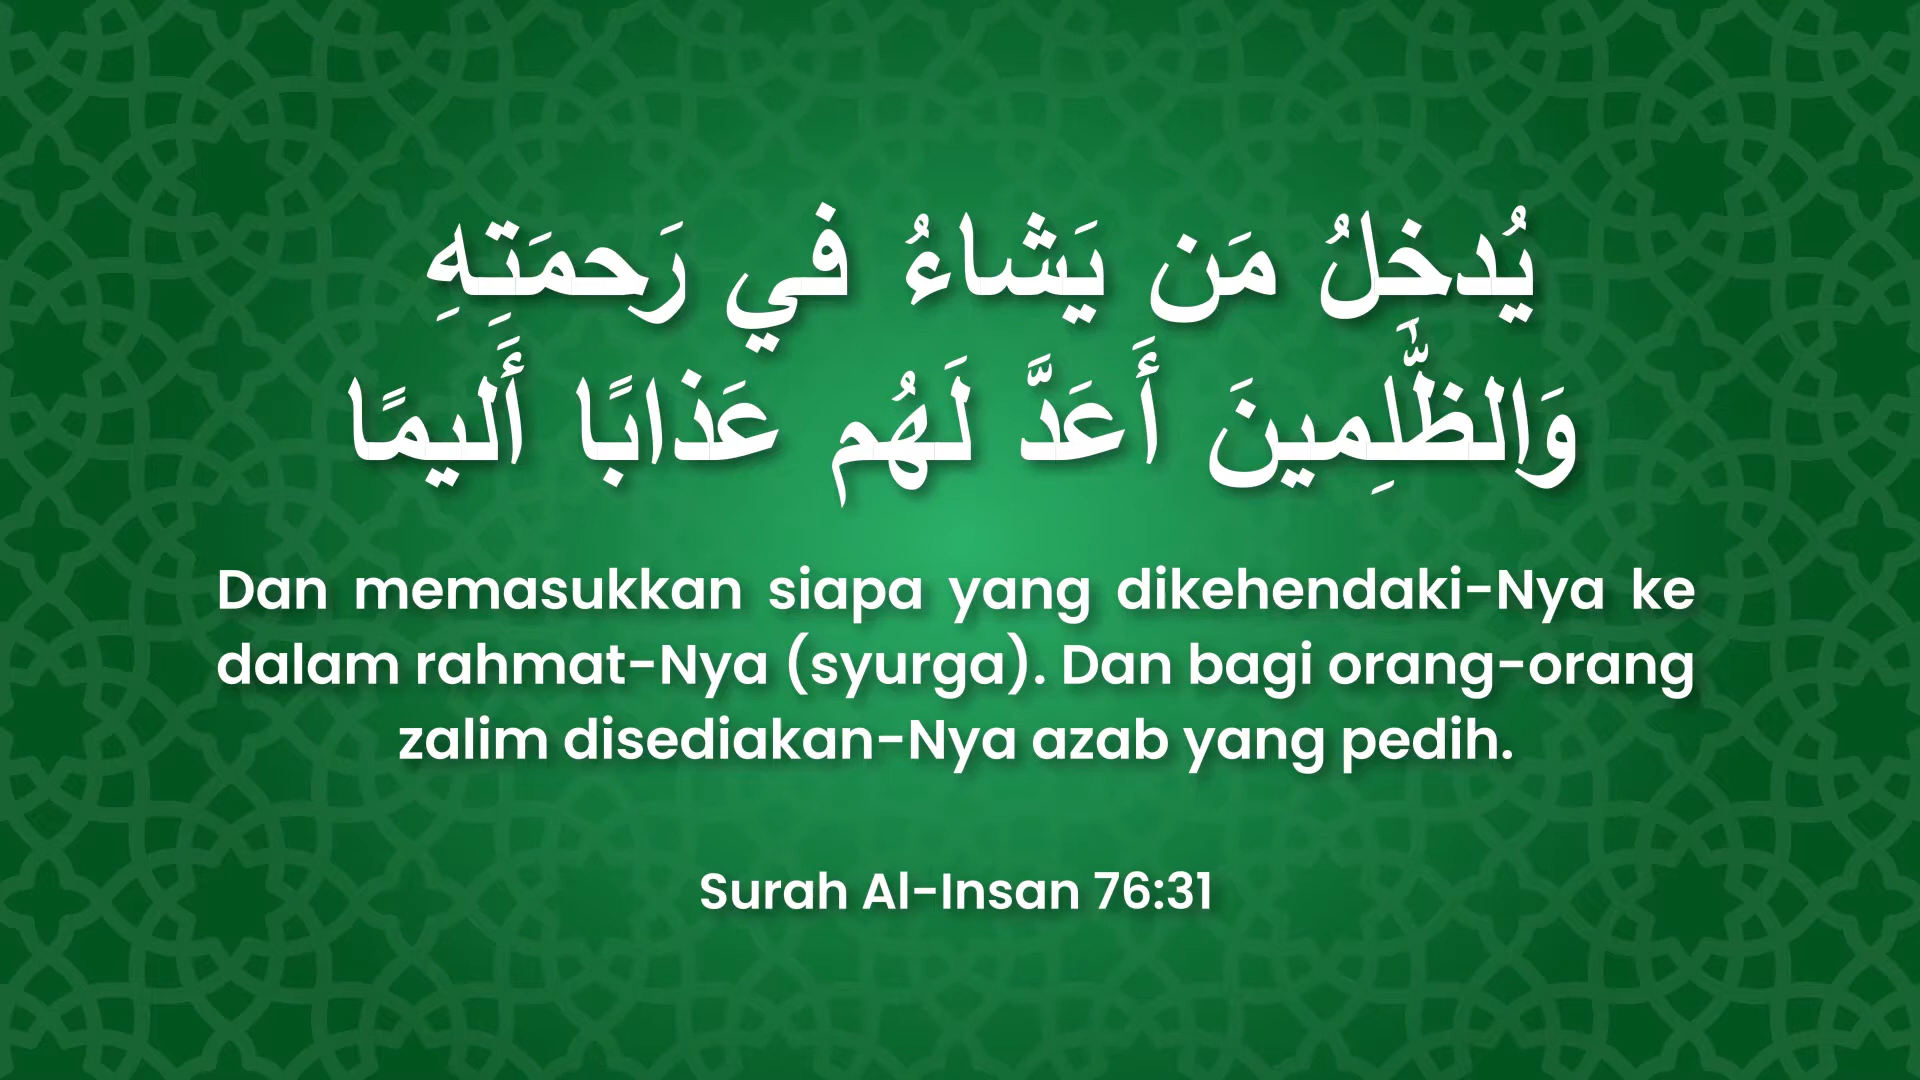 يُدخِلُ مَن يَشاءُ في رَحمَتِهِ
وَالظّٰلِمينَ أَعَدَّ لَهُم عَذابًا أَليمًا
Dan memasukkan siapa yang dikehendaki-Nya ke
dalam rahmat-Nya (syurga). Dan bagi orang-orang
zalim disediakan-Nya azab yang pedih.
Surah Al-Insan 76:31